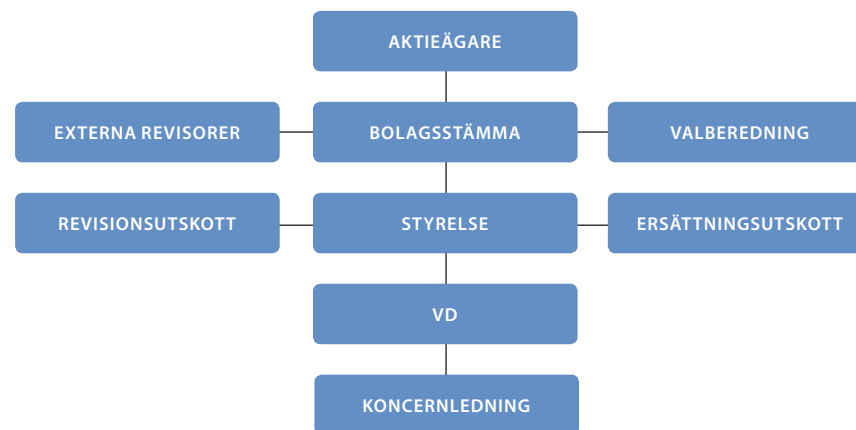 AKTIEÄGARE
EXTERNA REVISORER
BOLAGSSTÄMMA
VALBEREDNING
REVISIONSUTSKOTT
STYRELSE
ERSÄTTNINGSUTSKOTT
VD
KONCERNLEDNING